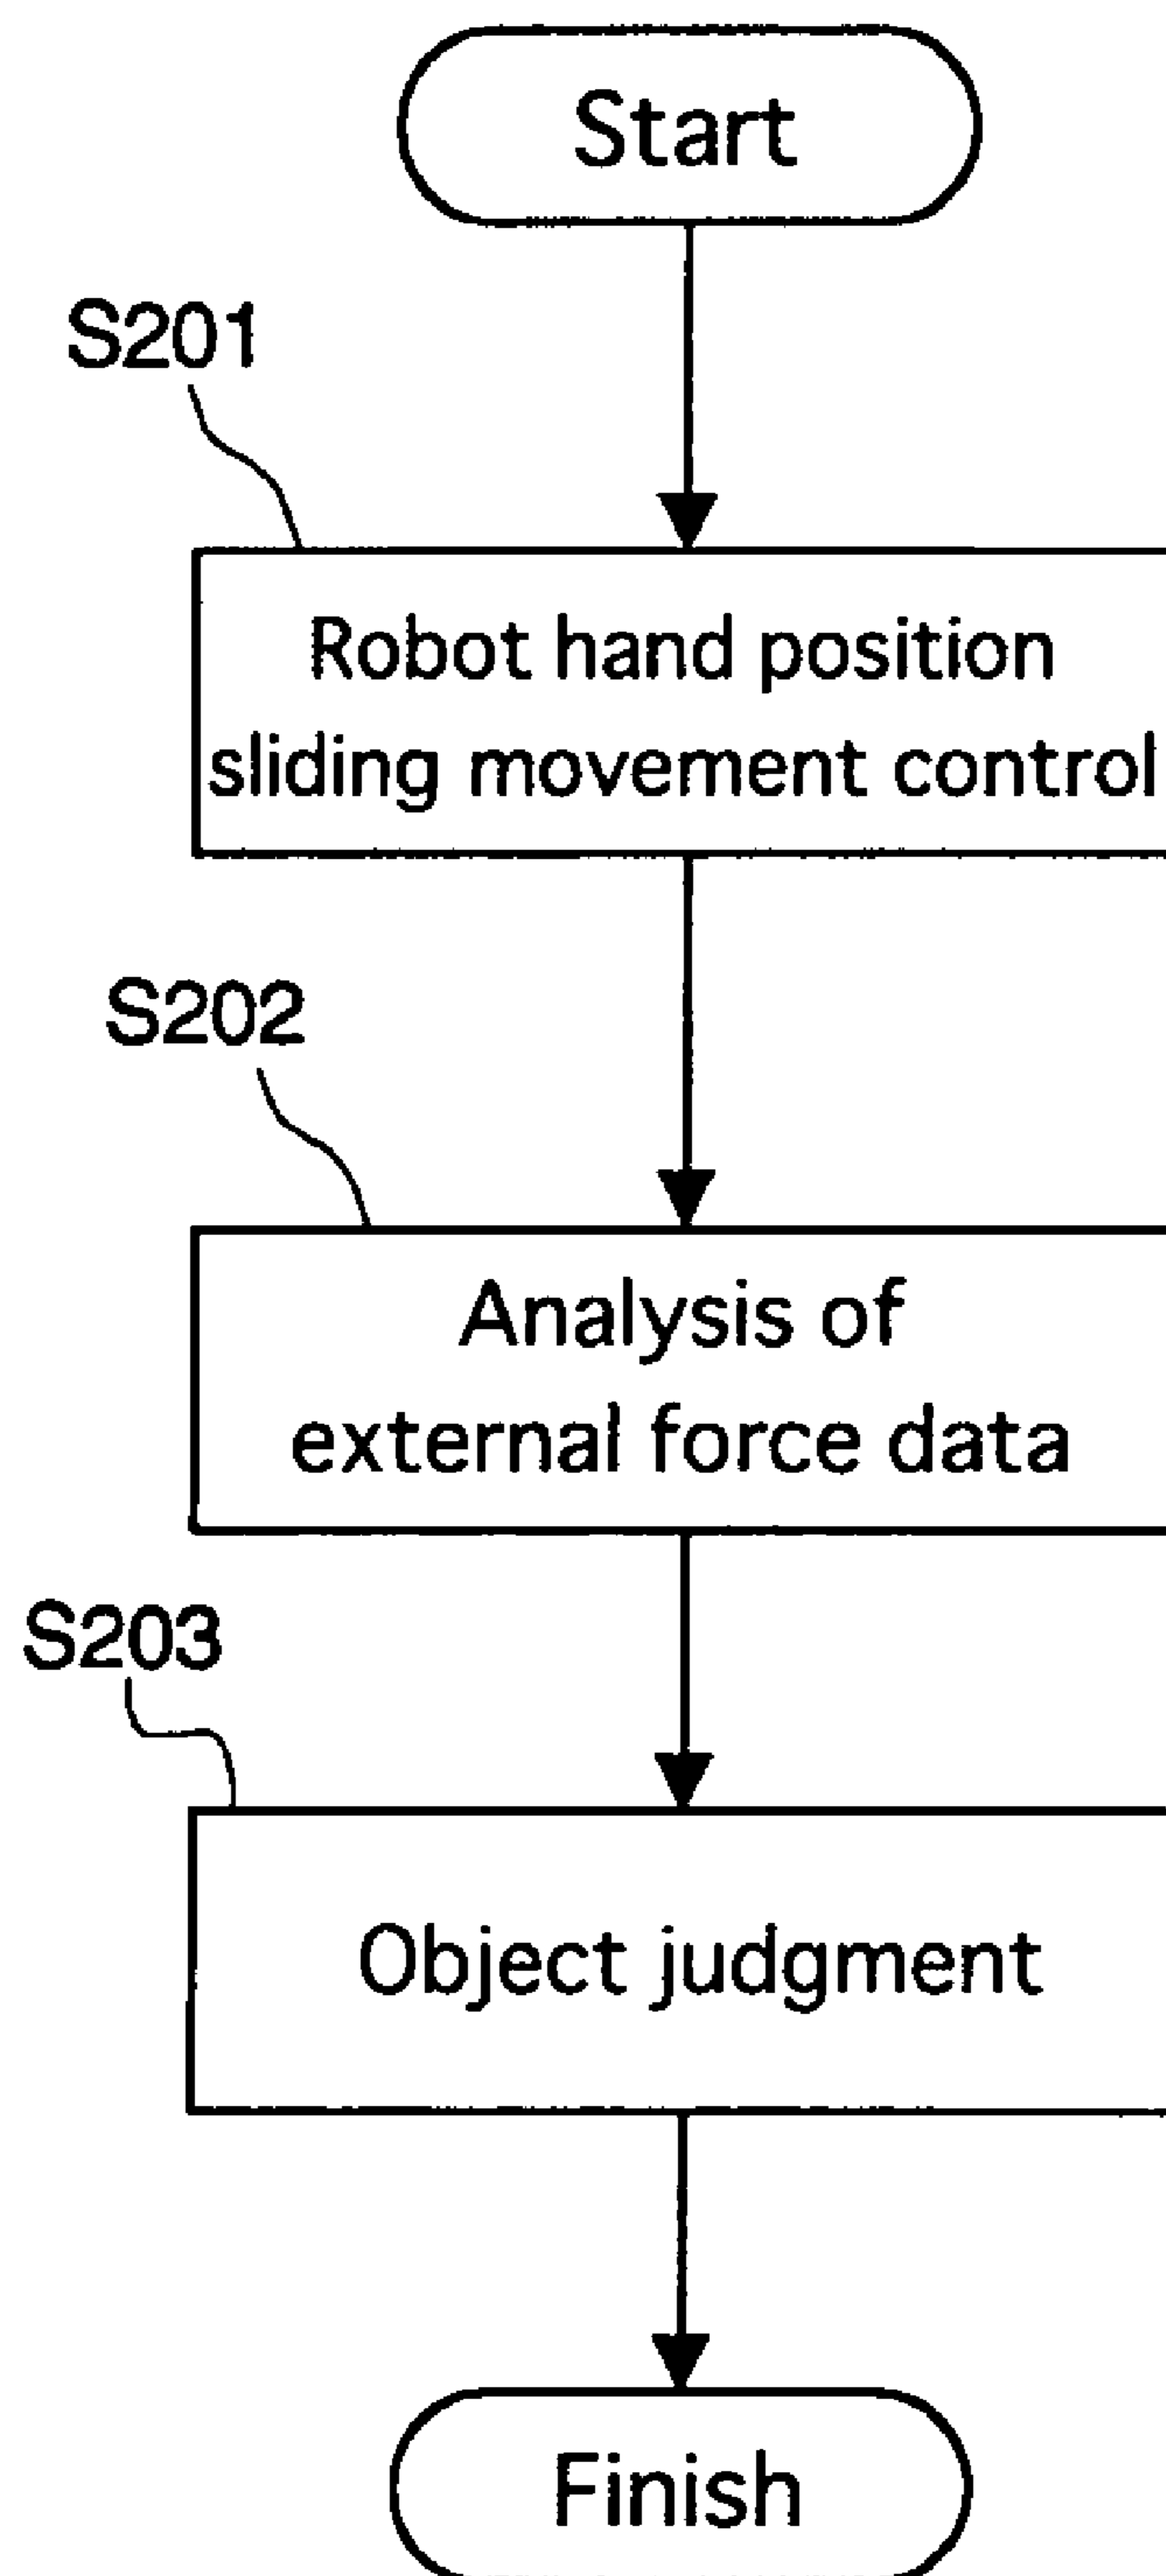 Start
S201
Robot hand position
sliding movement control
S202
Analysis of
external force data
S203
Object judgment
Finish